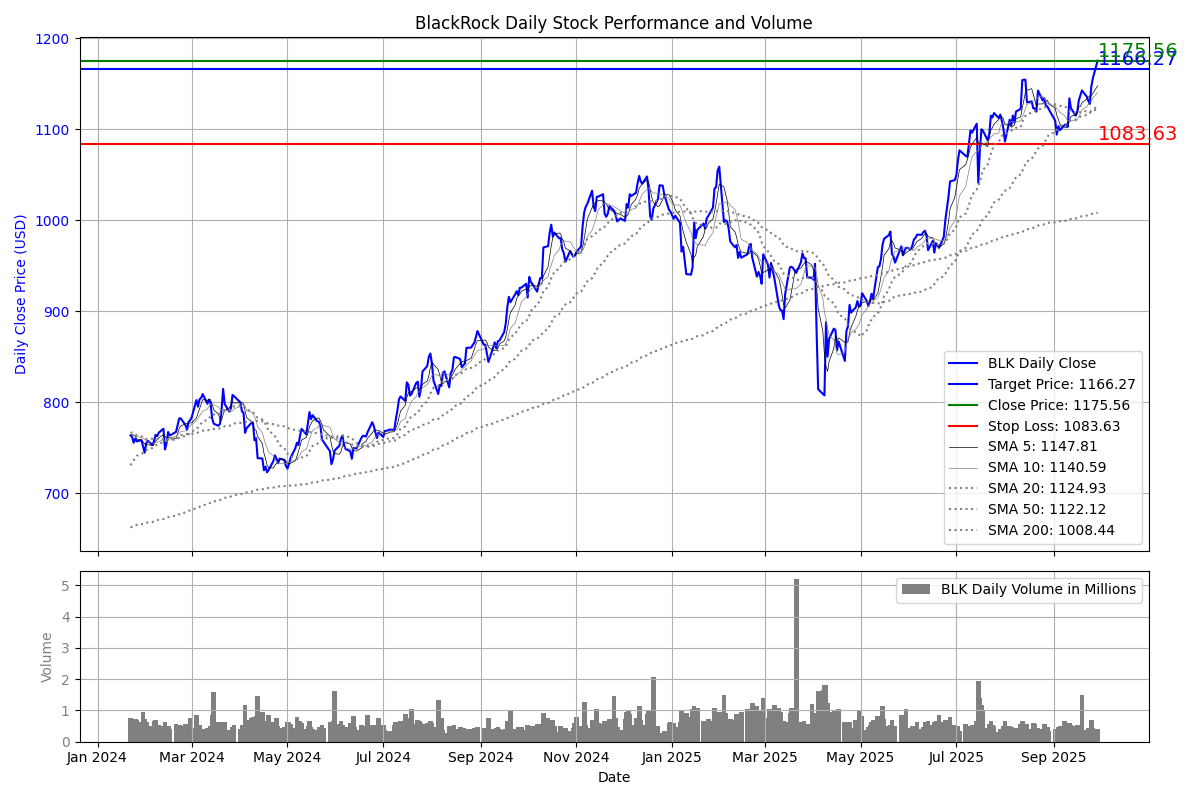 BlackRock Daily Stock Performance and Volume
1200
1100
1000
900
800
700
Daily Close Price (USD)
1175.56
1166.27
1083.63
BLK Daily Close
Target Price: 1166.27
Close Price: 1175.56
Stop Loss: 1083.63
SMA 5: 1147.81
SMA 10: 1140.59
SMA 20: 1124.93
SMA 50: 1122.12
SMA 200: 1008.44
5
4
3
2
1
0
Volume
BLK Daily Volume in Millions
Jan 2024 Mar 2024 May 2024 Jul 2024 Sep 2024 Nov 2024 Jan 2025 Mar 2025 May 2025 Jul 2025 Sep 2025
Date